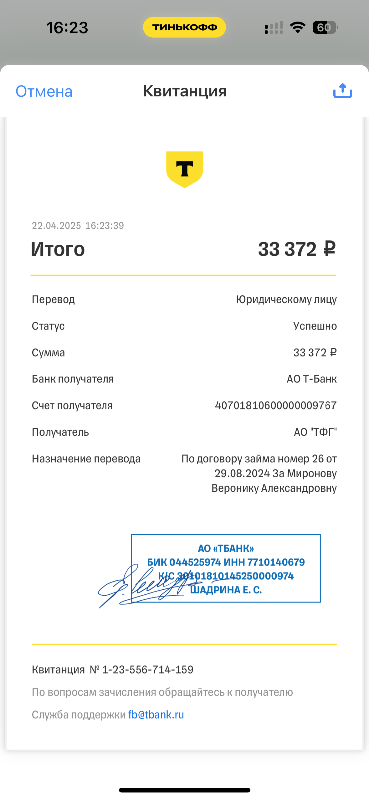 16:23
ТИНЬКОФФ
60
Отмена
Квитанция
Т
22.04.2025 16:23:39
Итого 33 372 ₽
Перевод Юридическому лицу
Статус Успешно
Сумма 33 372 ₽
Банк получателя АО Т-Банк
Счет получателя 40701810600000009767
Получатель АО "ТФГ"
Назначение перевода По договору займа номер 26 от
29.08.2024 За Миронову
Веронику Александровну
АО «ТБАНК»
БИК 044525974 ИНН 7710140679
К/С 30101810145250000974
ШАДРИНА Е. С.
Квитанция № 1-23-556-714-159
По вопросам зачисления обращайтесь к получателю
Служба поддержки fb@tbank.ru